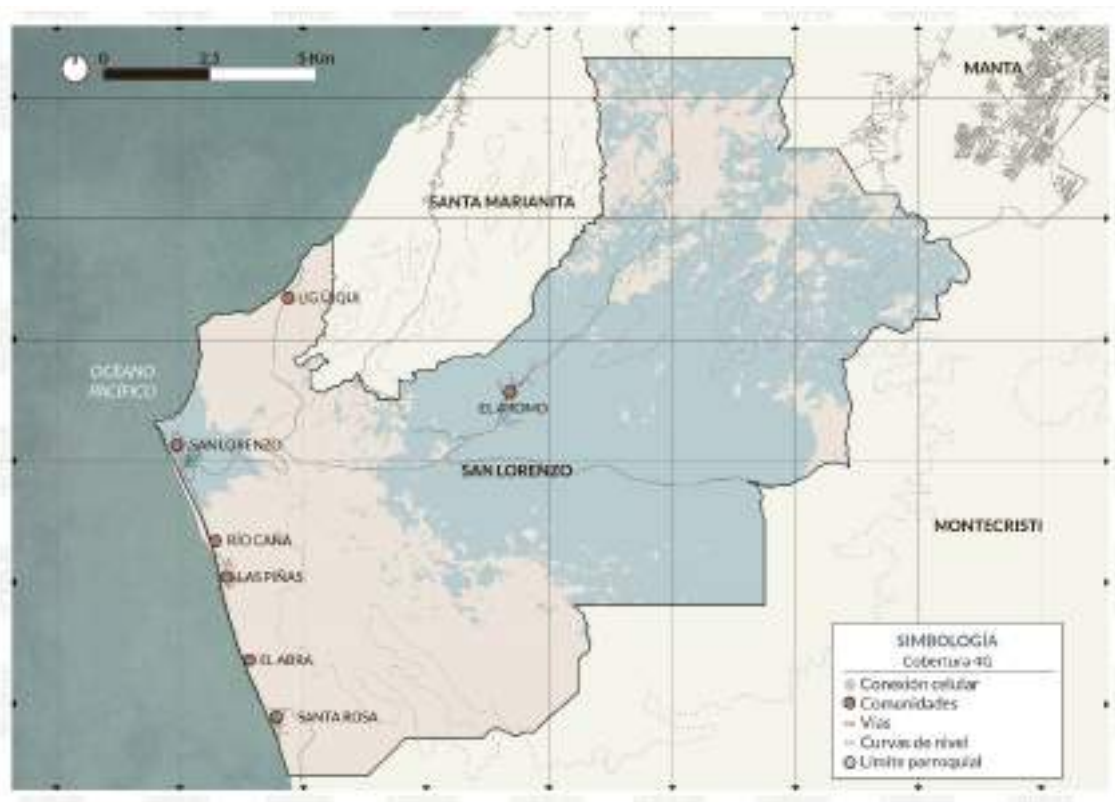 0 2.5 5 Km
MANTA
SANTA MARIANITA
LIGÜIQUI
OCÉANO
PACÍFICO
EL AROMO
SAN LORENZO
SAN LORENZO
RÍO CAÑA
MONTECRISTI
LAS PIÑAS
EL ABRA
SANTA ROSA
SIMBOLOGÍA
Cobertura 4G
Conexión celular
Comunidades
Vías
Curvas de nivel
Límite parroquial